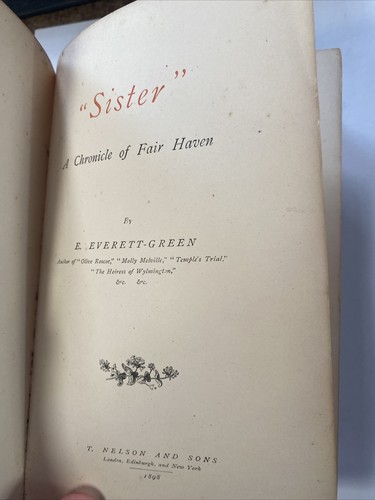 "Sister"
A Chronicle of Fair Haven
By
E. EVERETT-GREEN
Author of "Olive Roscoe," "Molly Melville," "Temple's Trial,"
"The Heiress of Wylmington,"
&c. &c.
T. NELSON AND SONS
London, Edinburgh, and New York
1898